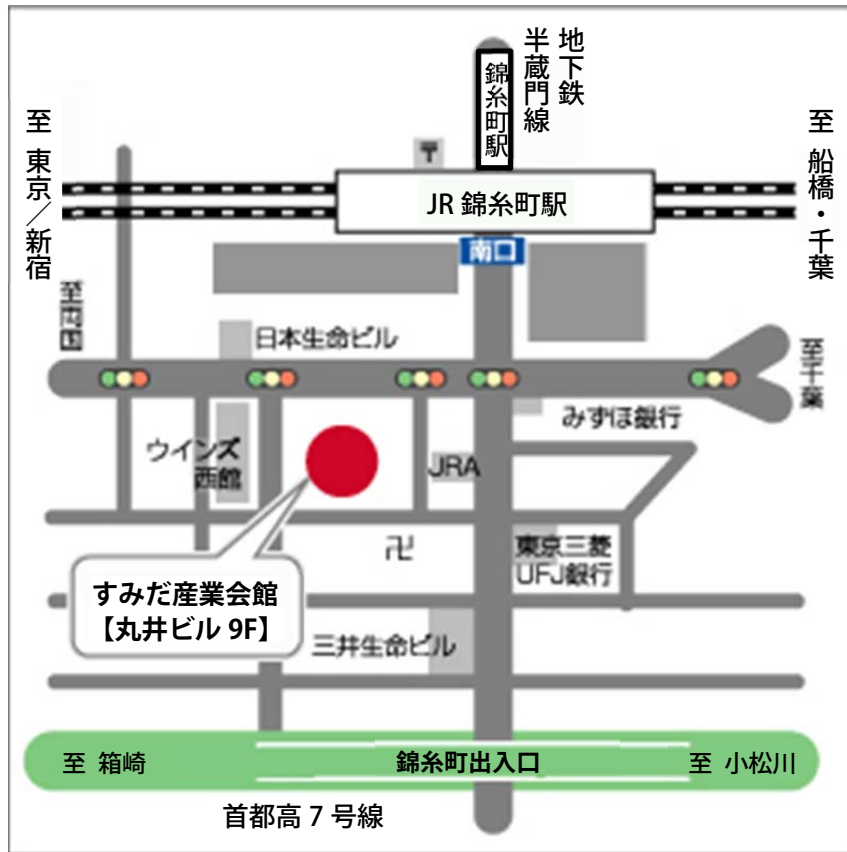 地下鉄
半蔵門線
錦糸町駅
至 東京／新宿
至 船橋・千葉
〒
JR 錦糸町駅
南口
至両国
日本生命ビル
至千葉
みずほ銀行
ウインズ
西館
JRA
卍
東京三菱
UFJ銀行
すみだ産業会館
【丸井ビル 9F】
三井生命ビル
至 箱崎
錦糸町出入口
至 小松川
首都高 7 号線